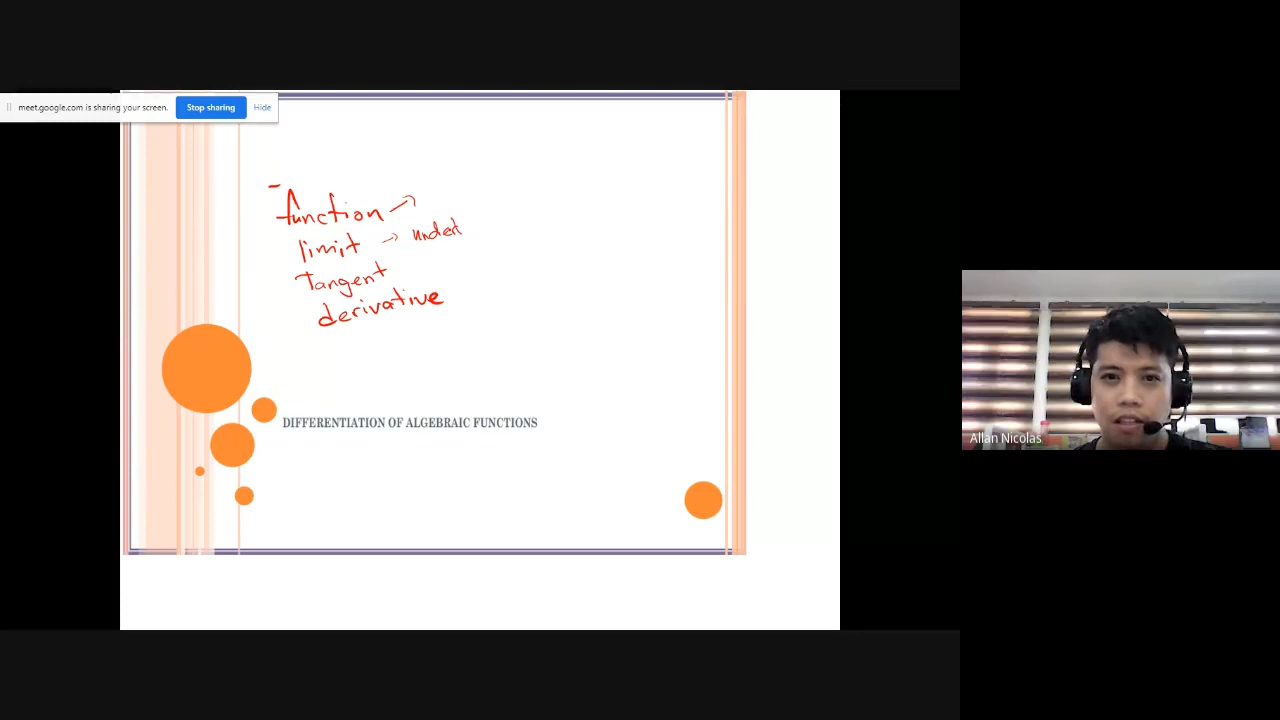 meet.google.com is sharing your screen. Stop sharing Hide
function →
limit → undet
Tangent
derivative
DIFFERENTIATION OF ALGEBRAIC FUNCTIONS
Allan Nicolas